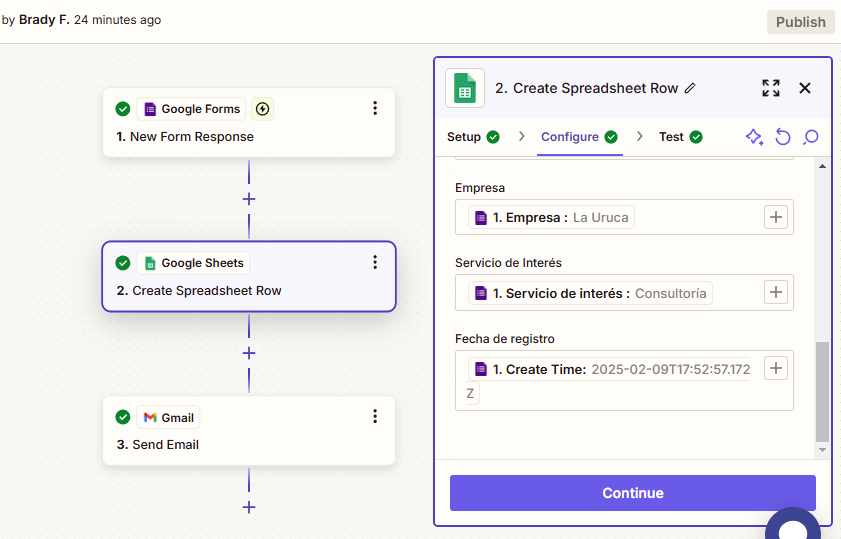 by Brady F. 24 minutes ago
Publish
Google Forms
1. New Form Response
Google Sheets
2. Create Spreadsheet Row
Gmail
3. Send Email
2. Create Spreadsheet Row
Setup
Configure
Test
Empresa
1. Empresa : La Uruca
Servicio de Interés
1. Servicio de interés : Consultoría
Fecha de registro
1. Create Time: 2025-02-09T17:52:57.172
Z
Continue